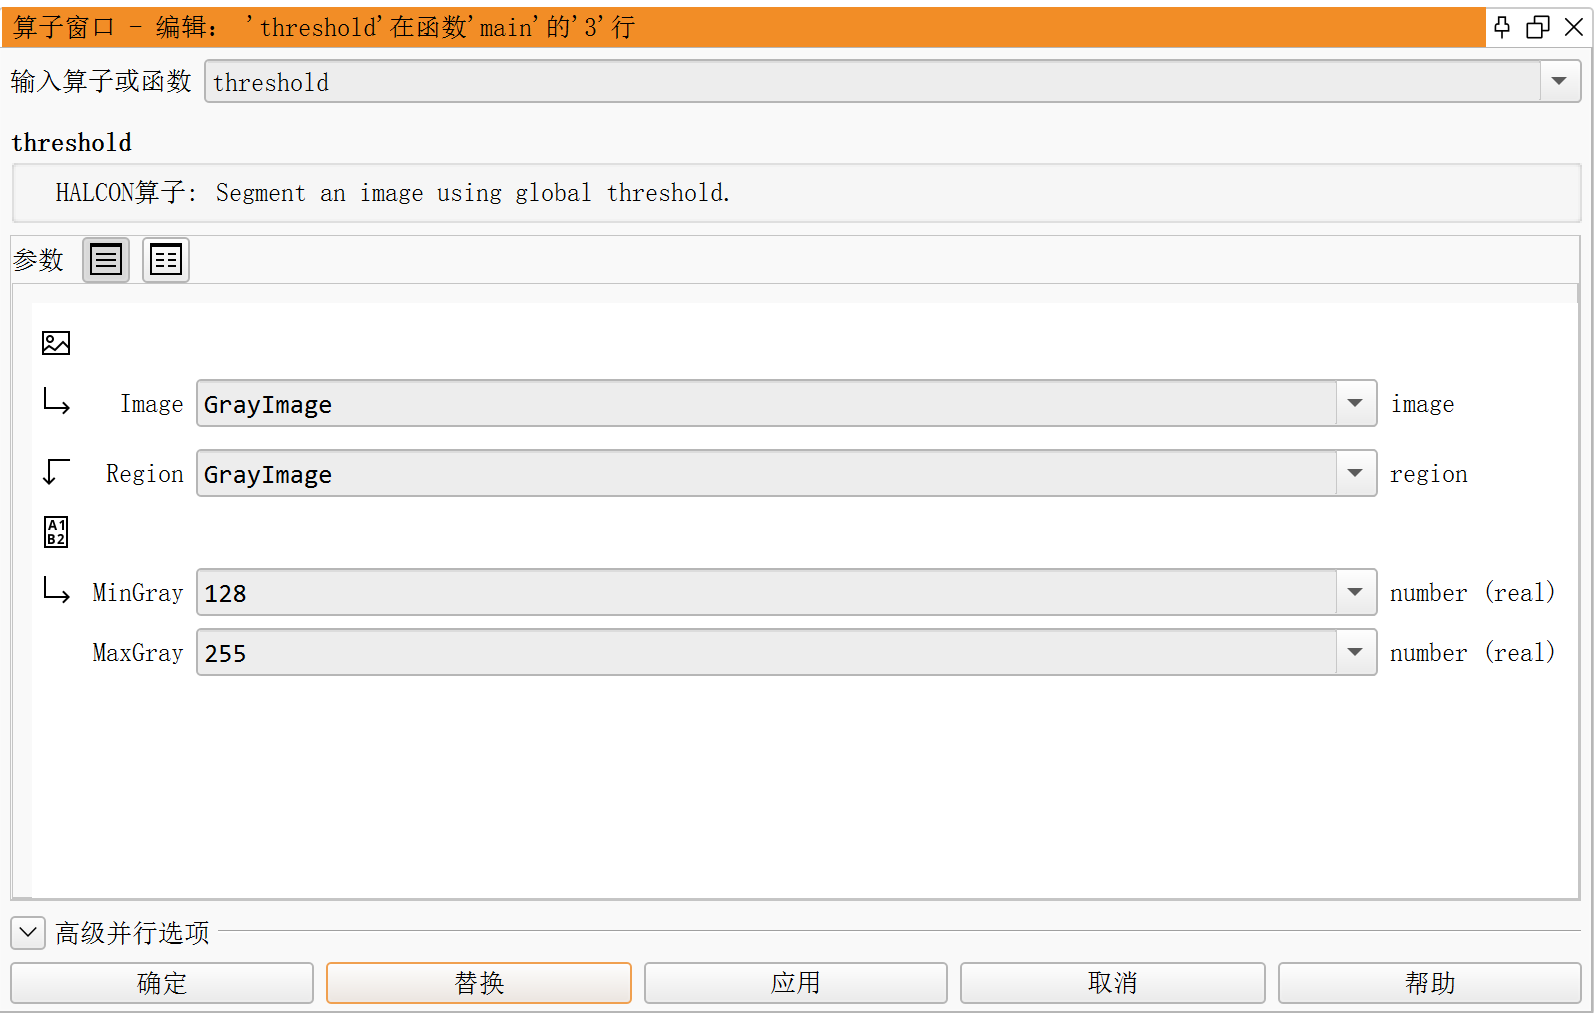 算子窗口 - 编辑： 'threshold'在函数'main'的'3'行
输入算子或函数 threshold
threshold
HALCON算子: Segment an image using global threshold.
参数
Image GrayImage image
Region GrayImage region
A1
B2
MinGray 128 number (real)
MaxGray 255 number (real)
高级并行选项
确定 替换 应用 取消 帮助